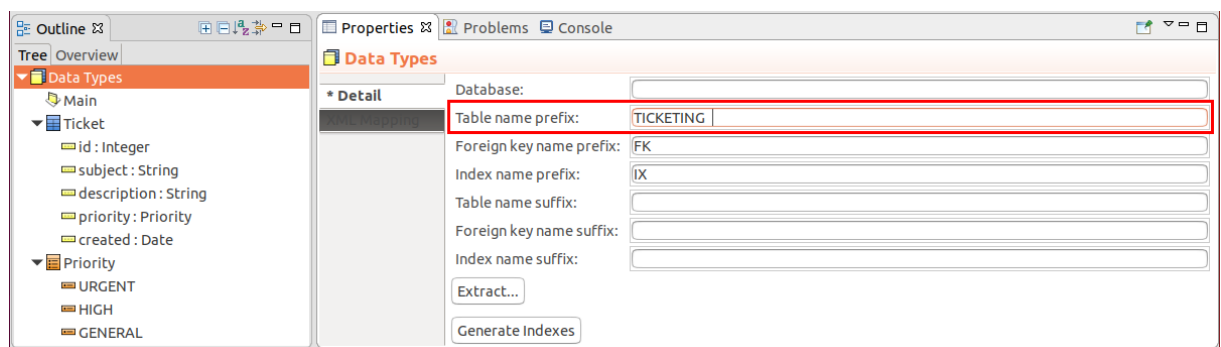 Outline
Tree Overview
Data Types
Main
Ticket
id : Integer
subject : String
description : String
priority : Priority
created : Date
Priority
URGENT
HIGH
GENERAL
Properties Problems Console
Data Types
* Detail
XML Mapping
Database:
Table name prefix: TICKETING
Foreign key name prefix: FK
Index name prefix: IX
Table name suffix:
Foreign key name suffix:
Index name suffix:
Extract...
Generate Indexes